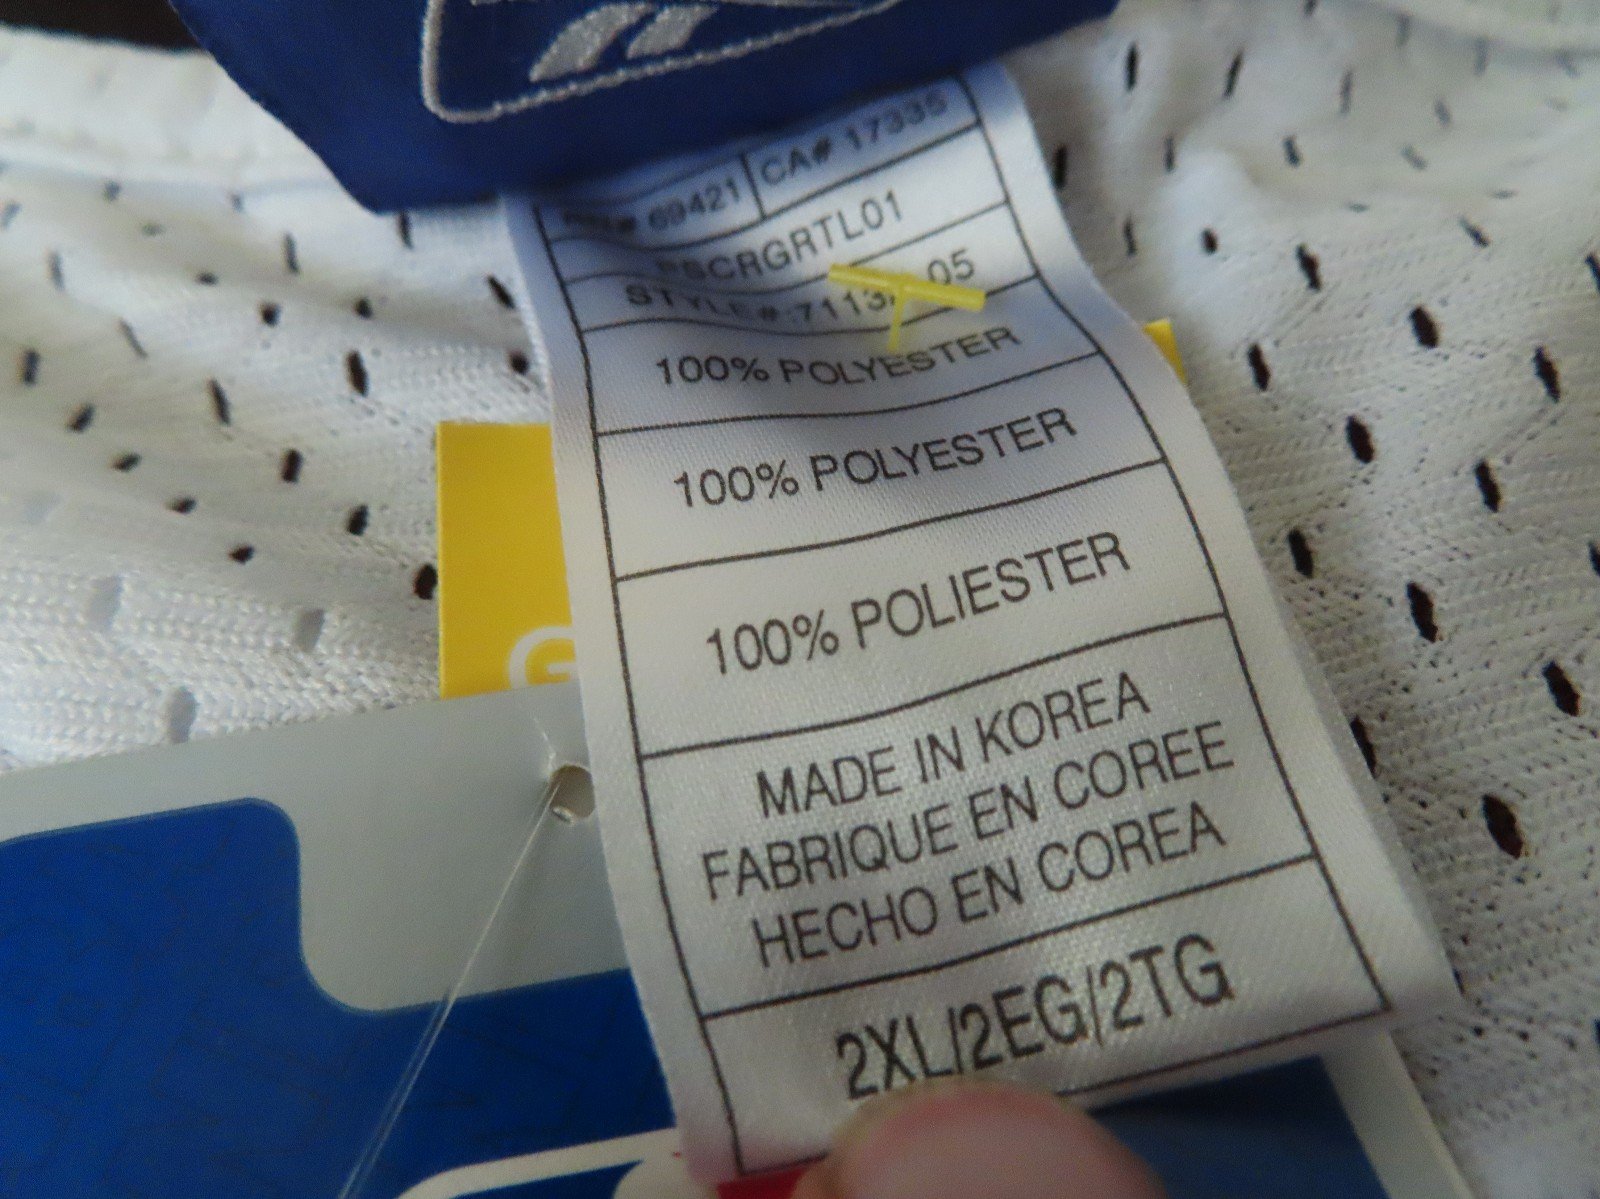 69421 CA# 17335
100% POLYESTER
100% POLYESTER
100% POLIESTER
MADE IN KOREA
FABRIQUE EN COREE
HECHO EN COREA
2XL/2EG/2TG
STYLE#: 05
G